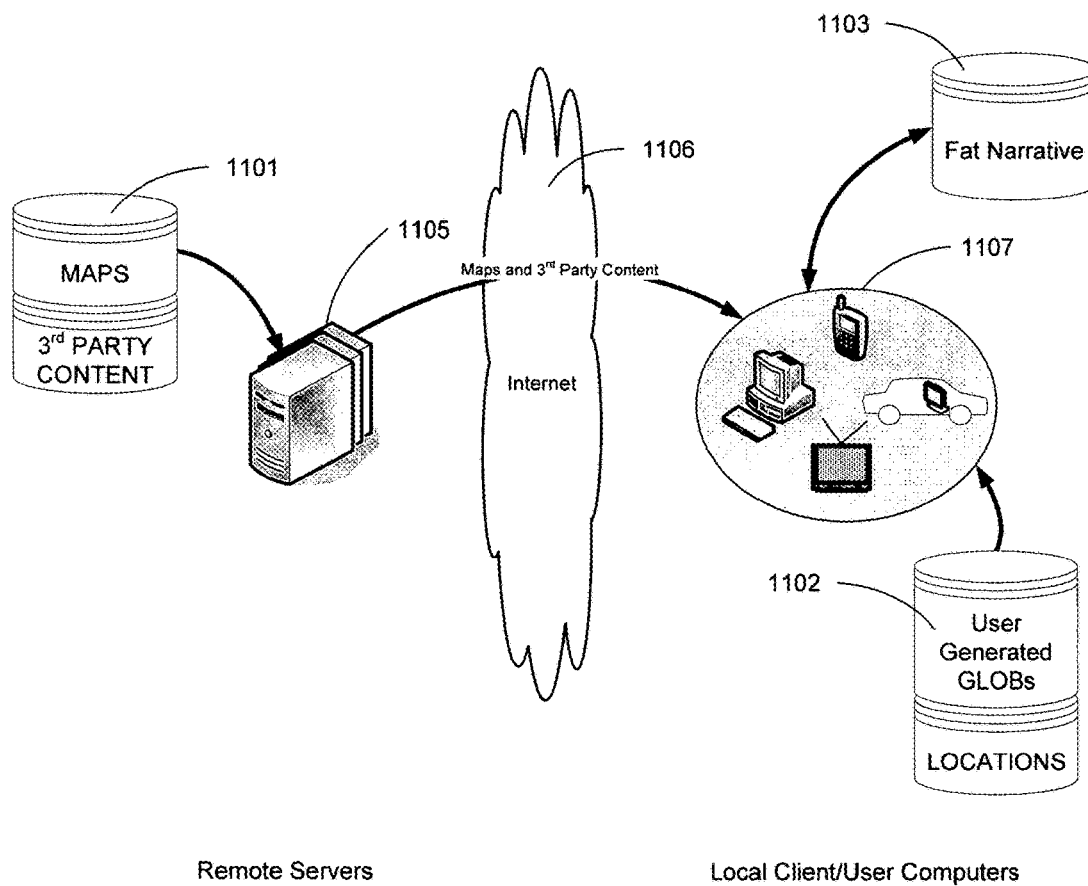 1103
Fat Narrative
1106
1101
1105
1107
MAPS
Maps and 3rd Party Content
3rd PARTY
CONTENT
Internet
1102
User
Generated
GLOBs
LOCATIONS
Remote Servers
Local Client/User Computers